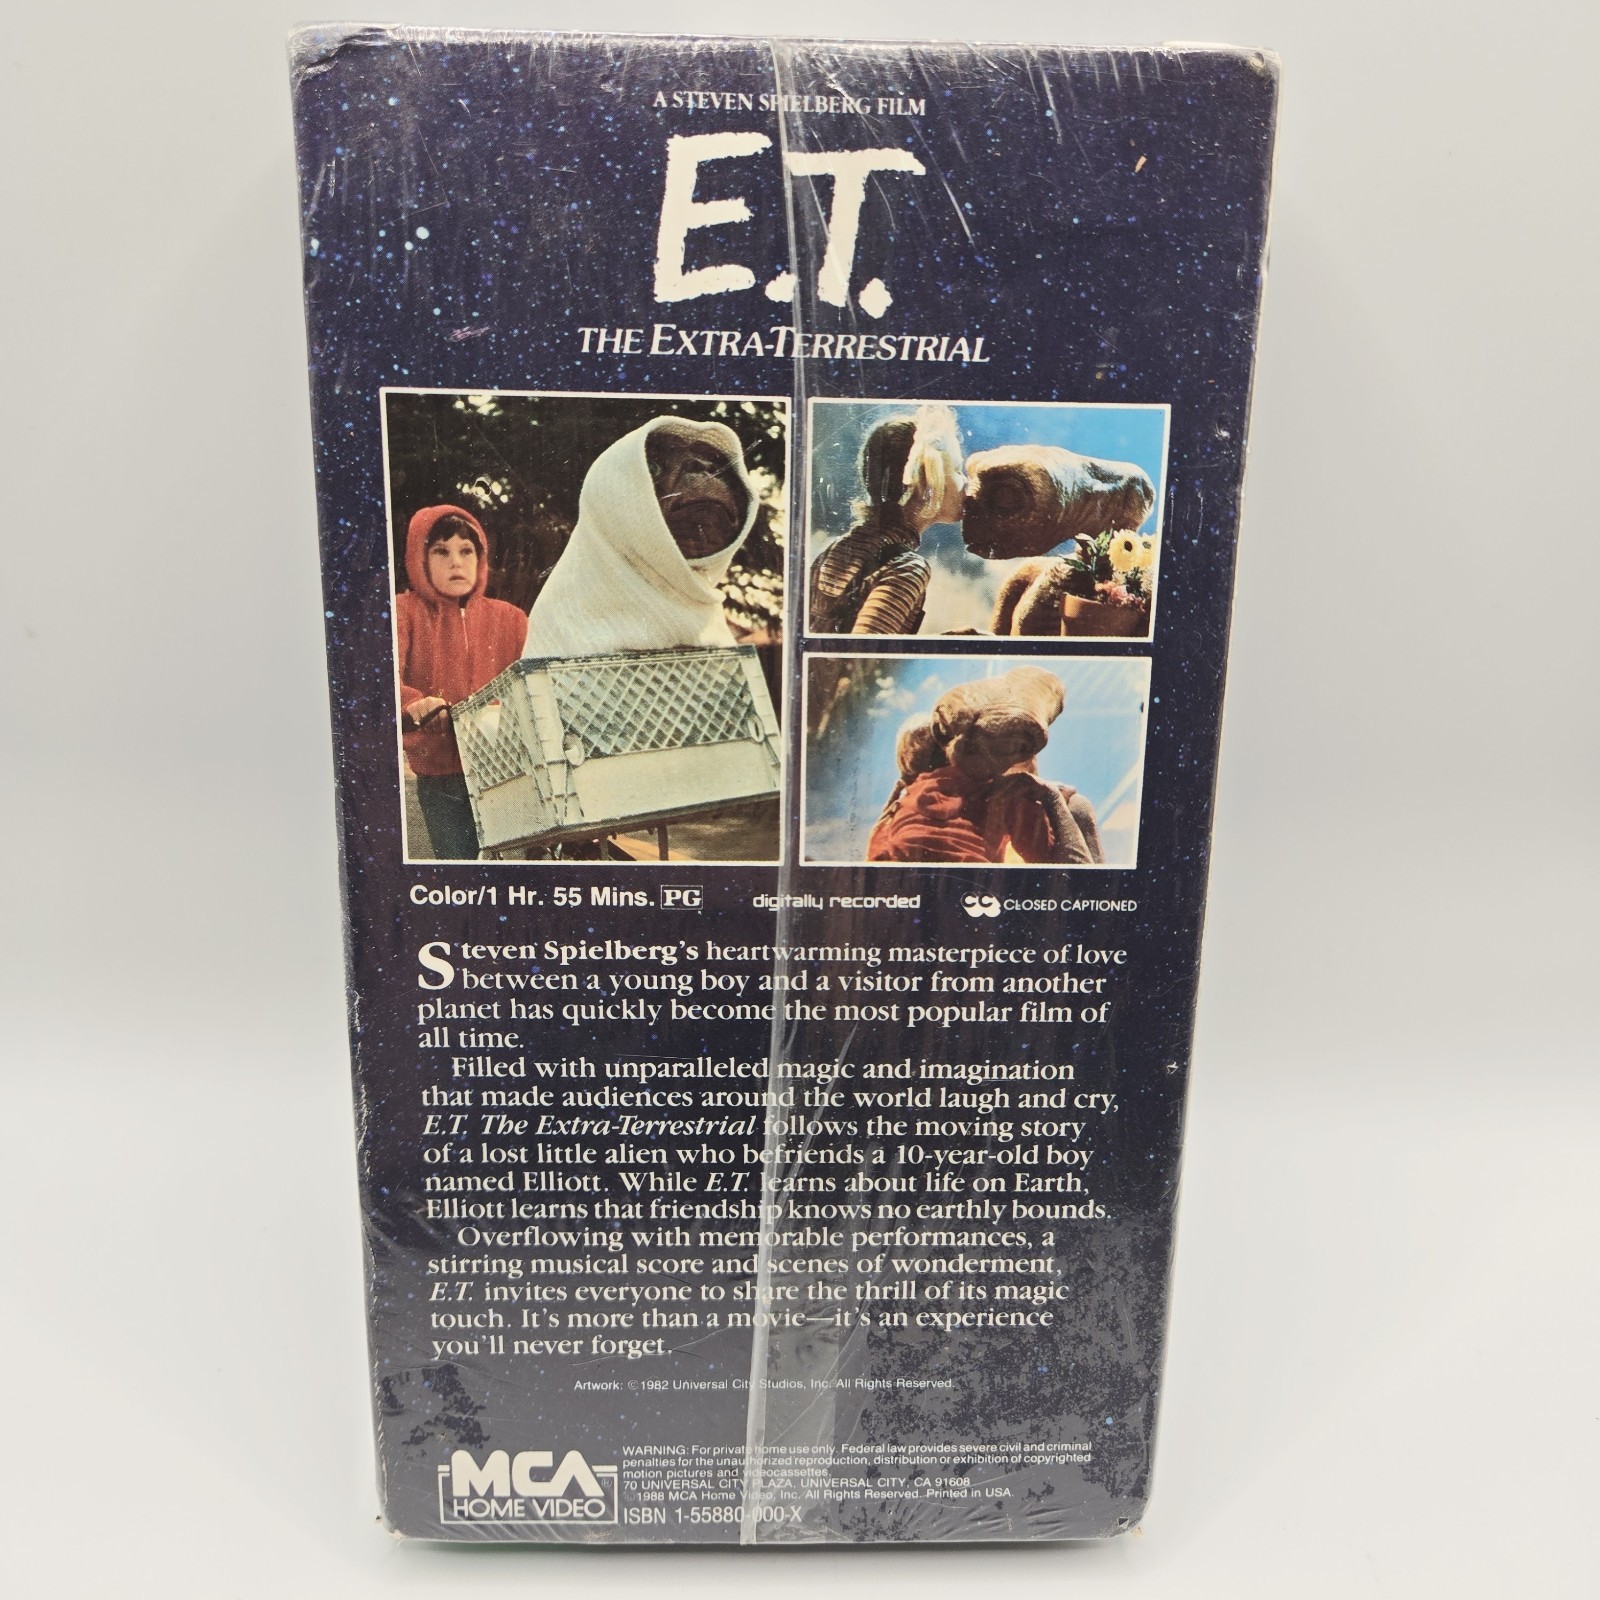 A STEVEN SPIELBERG FILM
E.T.
THE EXTRA-TERRESTRIAL
Color/1 Hr. 55 Mins. PG digitally recorded CC CLOSED CAPTIONED
Steven Spielberg's heartwarming masterpiece of love
between a young boy and a visitor from another
planet has quickly become the most popular film of
all time.
Filled with unparalleled magic and imagination
that made audiences around the world laugh and cry,
E.T. The Extra-Terrestrial follows the moving story
of a lost little alien who befriends a 10-year-old boy
named Elliott. While E.T. learns about life on Earth,
Elliott learns that friendship knows no earthly bounds.
Overflowing with memorable performances, a
stirring musical score and scenes of wonderment,
E.T. invites everyone to share the thrill of its magic
touch. It's more than a movie—it's an experience
you'll never forget.
Artwork: ©1982 Universal City Studios, Inc. All Rights Reserved.
MCA
HOME VIDEO
WARNING: For private home use only. Federal law provides severe civil and criminal
penalties for the unauthorized reproduction, distribution or exhibition of copyrighted
motion pictures and videocassettes.
70 UNIVERSAL CITY PLAZA, UNIVERSAL CITY, CA 91608
©1988 MCA Home Video, Inc. All Rights Reserved. Printed in USA.
ISBN 1-55880-000-X